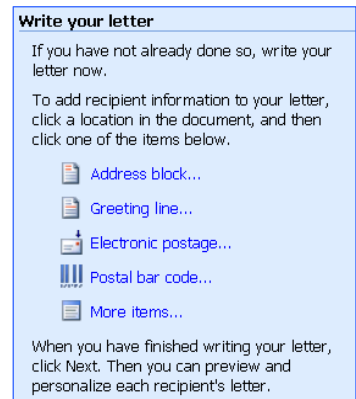 Write your letter
If you have not already done so, write your
letter now.
To add recipient information to your letter,
click a location in the document, and then
click one of the items below.
Address block...
Greeting line...
Electronic postage...
Postal bar code...
More items...
When you have finished writing your letter,
click Next. Then you can preview and
personalize each recipient's letter.